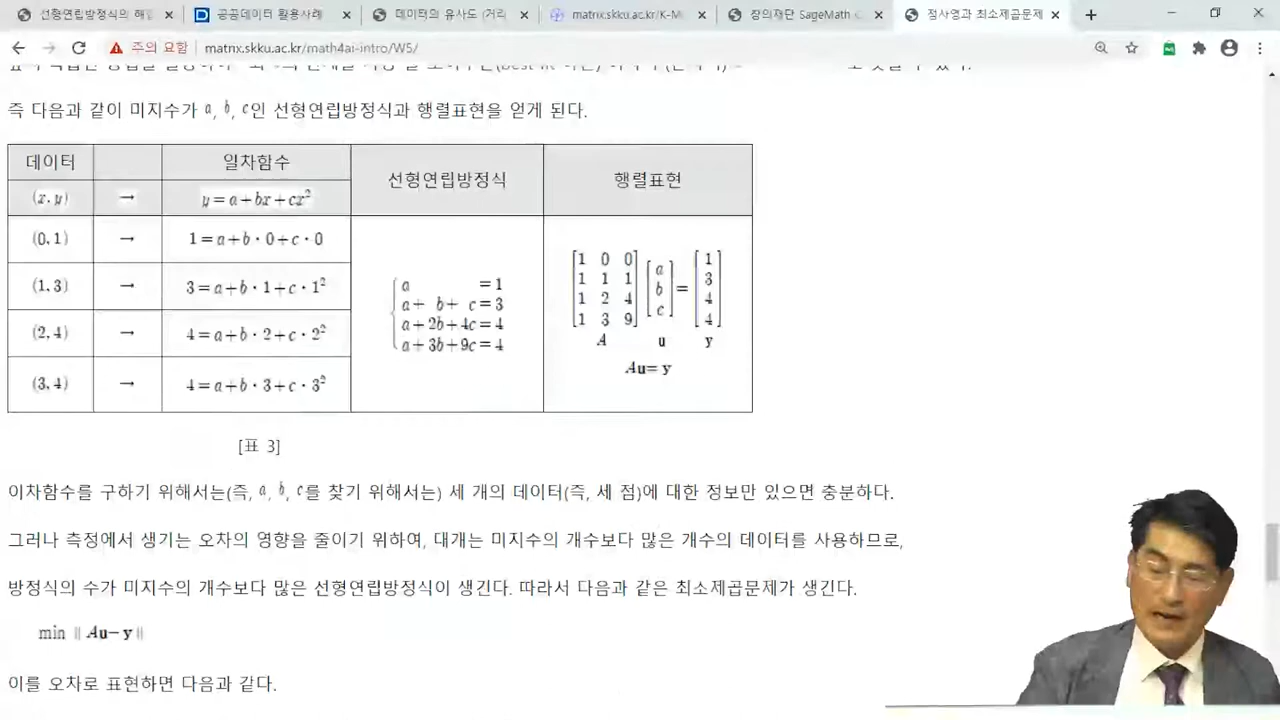 선형연립방정식의 해
공공데이터 활용사례
데이터의 유사도 (거리
matrix.skku.ac.kr/K-M
장의재단 SageMath
정사영과 최소제곱문제
주의 요함 matrix.skku.ac.kr/math4ai-intro/W5/
즉 다음과 같이 미지수가 a, b, c인 선형연립방정식과 행렬표현을 얻게 된다.
데이터 일차함수 선형연립방정식 행렬표현
(x, y) → y = a+bx+cx²
(0, 1) → 1 = a+b · 0+c · 0
(1, 3) → 3 = a+b · 1+c · 1²
(2, 4) → 4 = a+b · 2+c · 2²
(3, 4) → 4 = a+b · 3+c · 3²
a =1
a+ b+ c=3
a+2b+4c=4
a+3b+9c=4
1 0 0 a 1
1 1 1 b = 3
1 2 4 c 4
1 3 9 4
A u y
Au= y
[표 3]
이차함수를 구하기 위해서는(즉, a, b, c를 찾기 위해서는) 세 개의 데이터(즉, 세 점)에 대한 정보만 있으면 충분하다.
그러나 측정에서 생기는 오차의 영향을 줄이기 위하여, 대개는 미지수의 개수보다 많은 개수의 데이터를 사용하므로,
방정식의 수가 미지수의 개수보다 많은 선형연립방정식이 생긴다. 따라서 다음과 같은 최소제곱문제가 생긴다.
min ∥ Au− y ∥
이를 오차로 표현하면 다음과 같다.